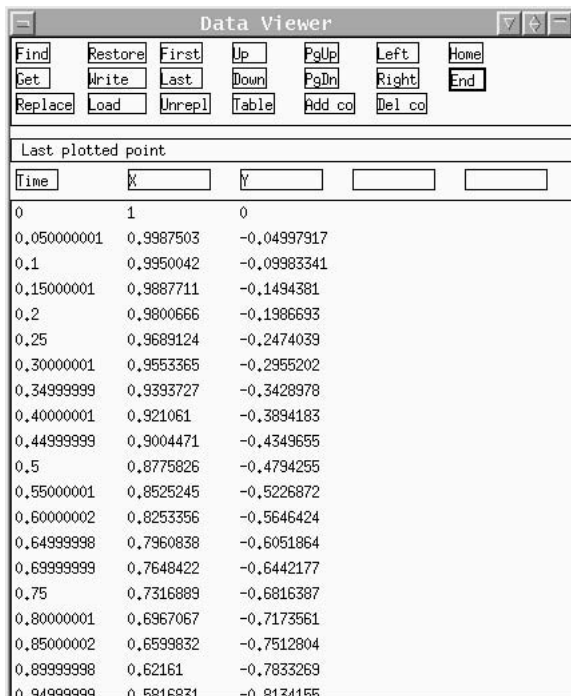 Data Viewer
Find Restore First Up PgUp Left Home
Get Write Last Down PgDn Right End
Replace Load Unrepl Table Add co Del co
Last plotted point
Time X Y
0 1 0
0.050000001 0.9987503 -0.04997917
0.1 0.9950042 -0.09983341
0.15000001 0.9887711 -0.1494381
0.2 0.9800666 -0.1986693
0.25 0.9689124 -0.2474039
0.30000001 0.9553365 -0.2955202
0.34999999 0.9393727 -0.3428978
0.40000001 0.921061 -0.3894183
0.44999999 0.9004471 -0.4349655
0.5 0.8775826 -0.4794255
0.55000001 0.8525245 -0.5226872
0.60000002 0.8253356 -0.5646424
0.64999998 0.7960838 -0.6051864
0.69999999 0.7648422 -0.6442177
0.75 0.7316889 -0.6816387
0.80000001 0.6967067 -0.7173561
0.85000002 0.6599832 -0.7512804
0.89999998 0.62161 -0.7833269
0.94999999 0.5816831 -0.8134155